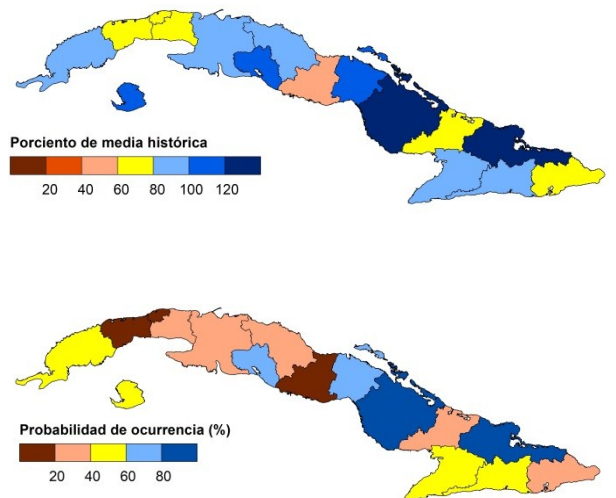 Porciento de media histórica
20 40 60 80 100 120
Probabilidad de ocurrencia (%)
20 40 60 80